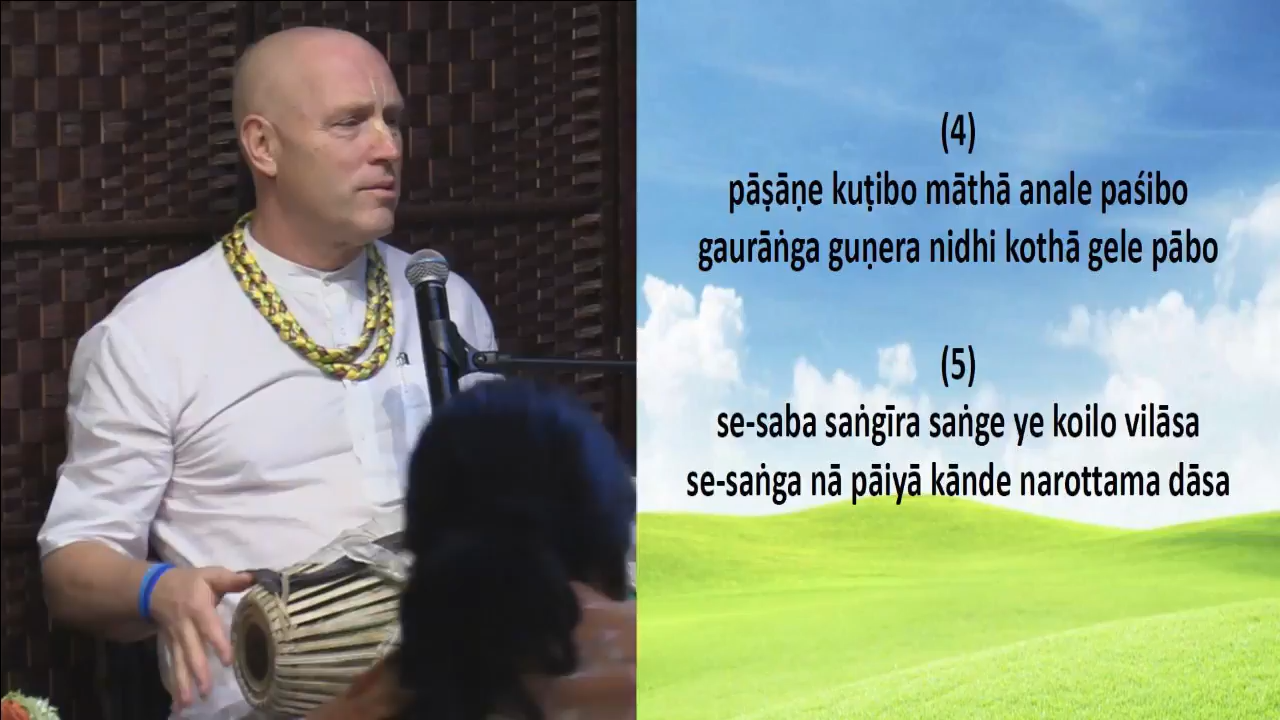 (4)
pāṣāṇe kuṭibo māthā anale paśibo
gaurāṅga guṇera nidhi kothā gele pābo
(5)
se-saba saṅgīra saṅge ye koilo vilāsa
se-saṅga nā pāiyā kānde narottama dāsa